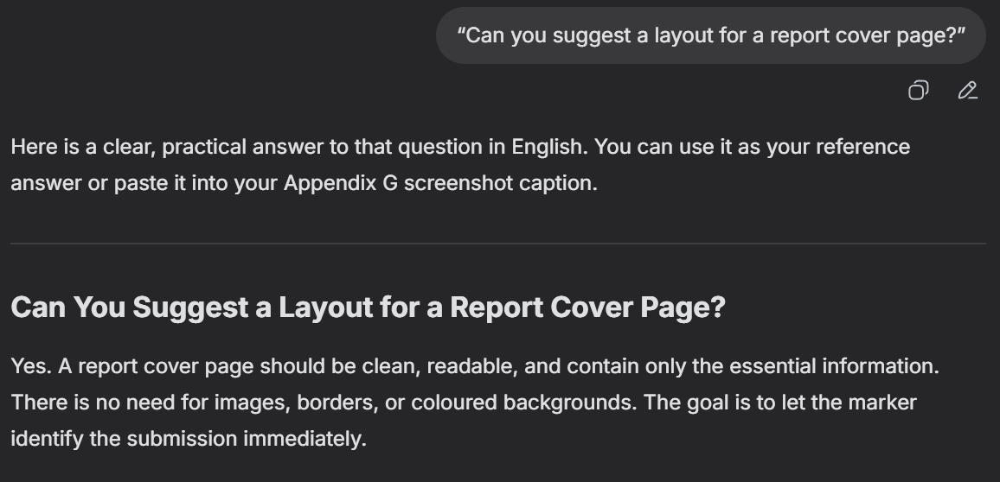 “Can you suggest a layout for a report cover page?”
Here is a clear, practical answer to that question in English. You can use it as your reference
answer or paste it into your Appendix G screenshot caption.
Can You Suggest a Layout for a Report Cover Page?
Yes. A report cover page should be clean, readable, and contain only the essential information.
There is no need for images, borders, or coloured backgrounds. The goal is to let the marker
identify the submission immediately.